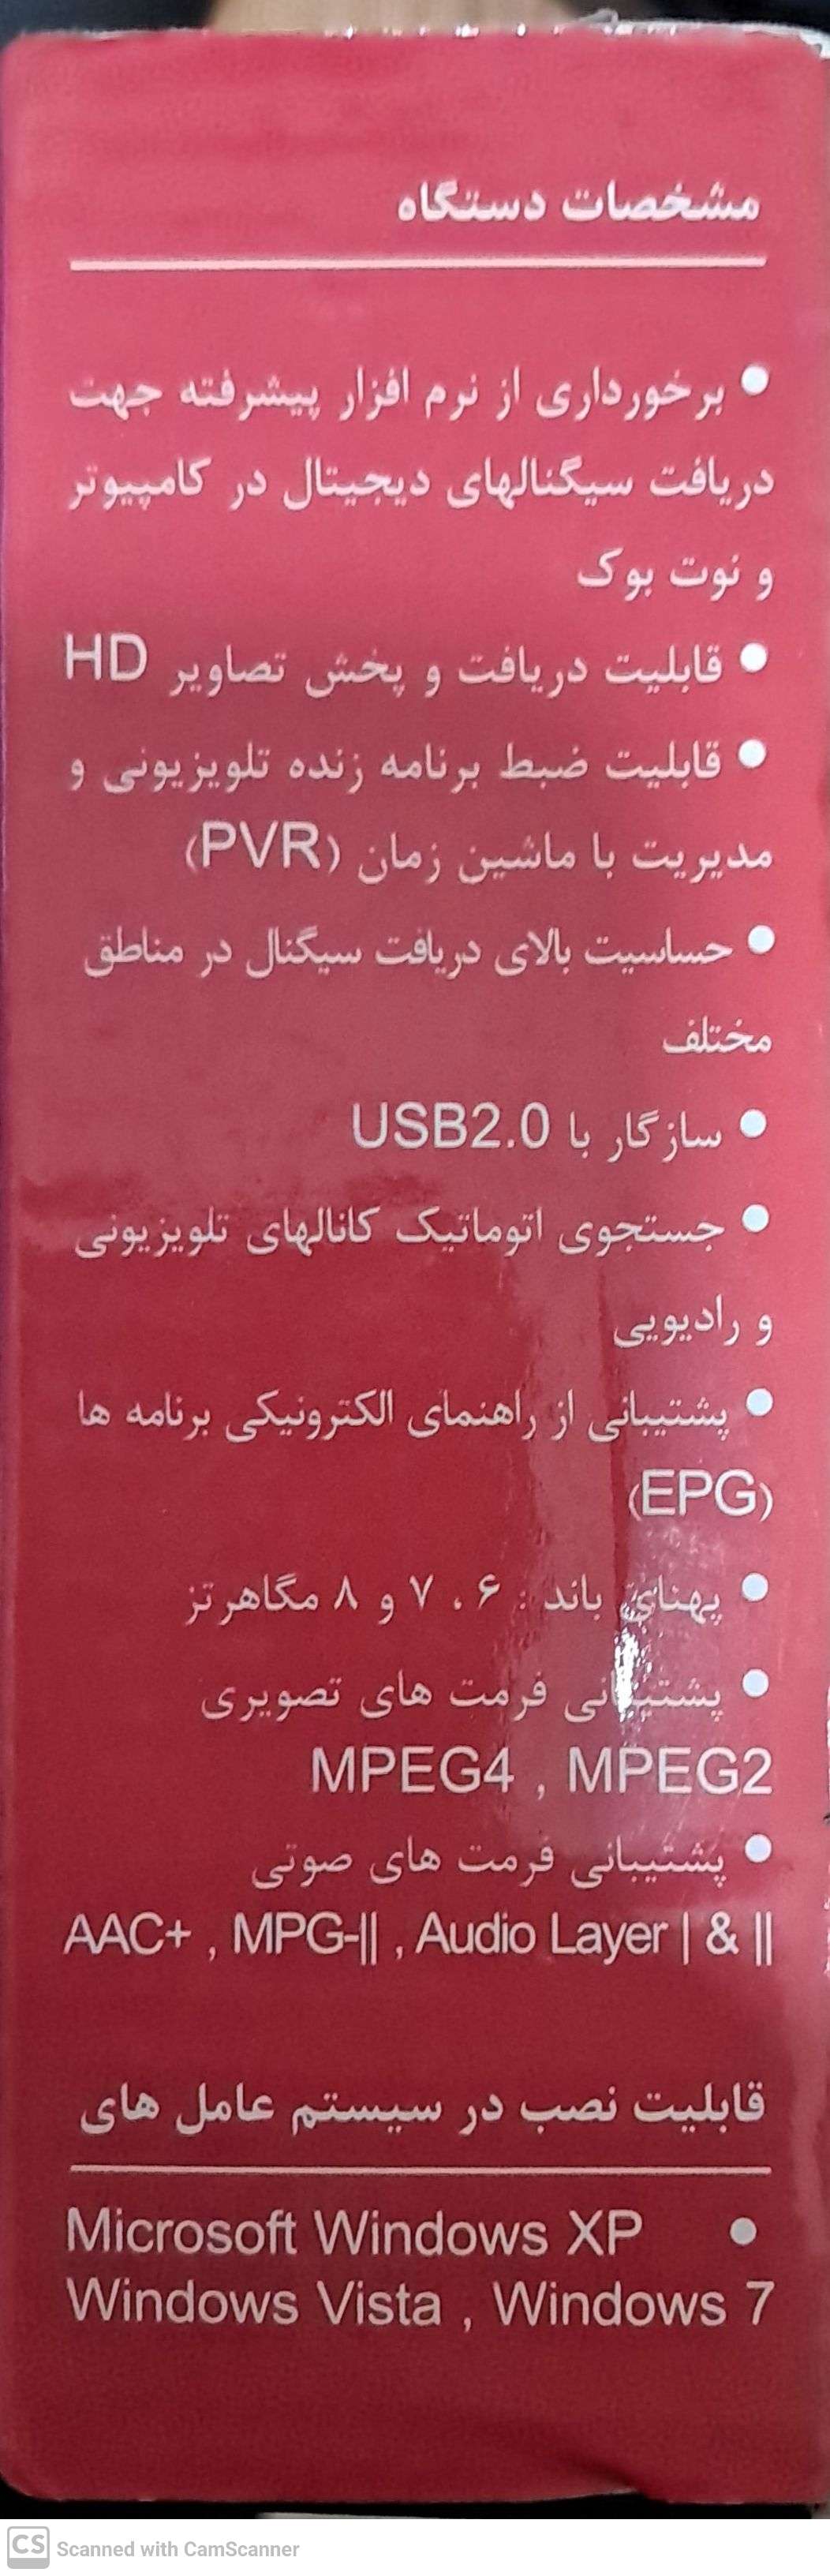 مشخصات دستگاه
● برخورداری از نرم افزار پیشرفته جهت
دریافت سیگنالهای دیجیتال در کامپیوتر
و نوت بوک
● قابلیت دریافت و پخش تصاویر HD
● قابلیت ضبط برنامه زنده تلویزیونی و
مدیریت با ماشین زمان (PVR)
● حساسیت بالای دریافت سیگنال در مناطق
مختلف
● سازگار با USB2.0
● جستجوی اتوماتیک کانالهای تلویزیونی
و رادیویی
● پشتیبانی از راهنمای الکترونیکی برنامه ها
(EPG)
● پهنای باند : ۶ ، ۷ و ۸ مگاهرتز
● پشتیبانی فرمت های تصویری
MPEG4 , MPEG2
● پشتیبانی فرمت های صوتی
AAC+ , MPG-|| , Audio Layer | & ||
قابلیت نصب در سیستم عامل های
Microsoft Windows XP ●
Windows Vista , Windows 7
CS Scanned with CamScanner